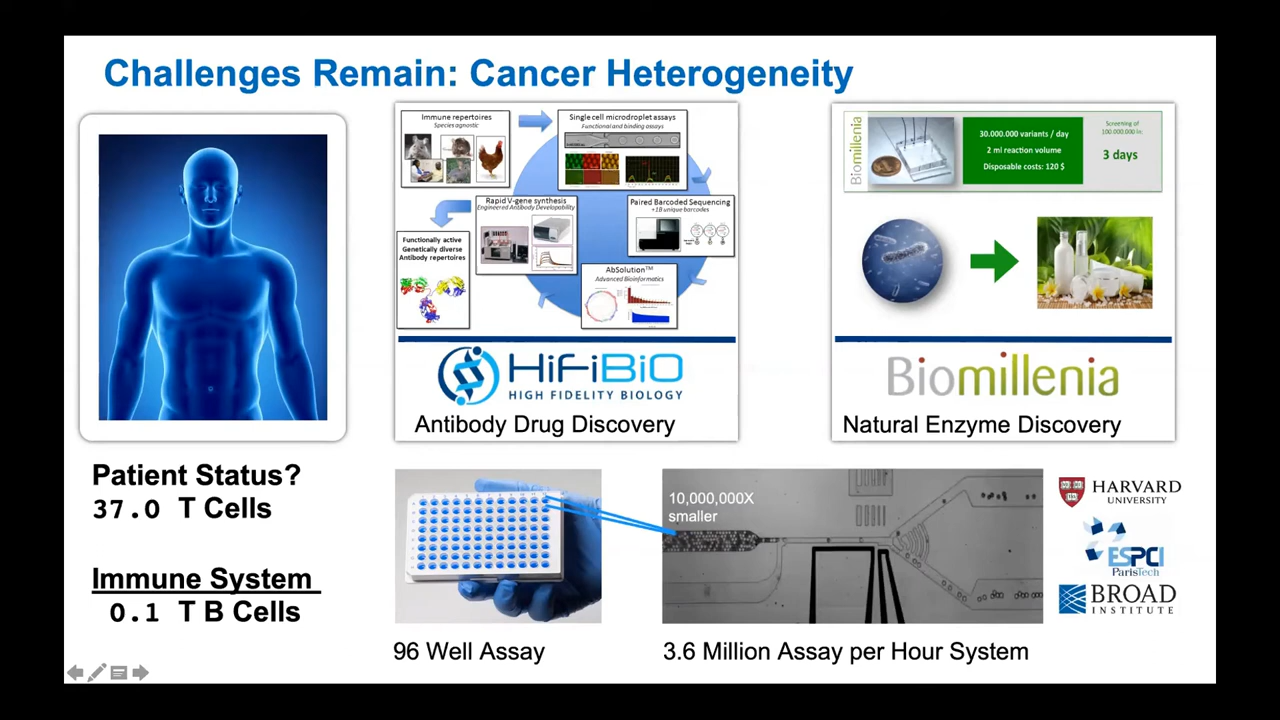 Challenges Remain: Cancer Heterogeneity
Immune repertoires
Species agnostic
Single cell microdroplet assays
Functional and binding assays
Rapid V-gene synthesis
Engineered Antibody Developability
Paired Barcoded Sequencing
+1B unique barcodes
Functionally active
Genetically diverse
Antibody repertoires
AbSolution™
Advanced Bioinformatics
HiFiBiO
HIGH FIDELITY BIOLOGY
Antibody Drug Discovery
Biomillenia
30.000.000 variants / day
2 ml reaction volume
Disposable costs: 120 $
Screening of
100.000.000 in:
3 days
Biomillenia
Natural Enzyme Discovery
Patient Status?
37.0 T Cells
Immune System
0.1 T B Cells
96 Well Assay
10,000,000X
smaller
3.6 Million Assay per Hour System
HARVARD
UNIVERSITY
ESPCI
ParisTech
BROAD
INSTITUTE